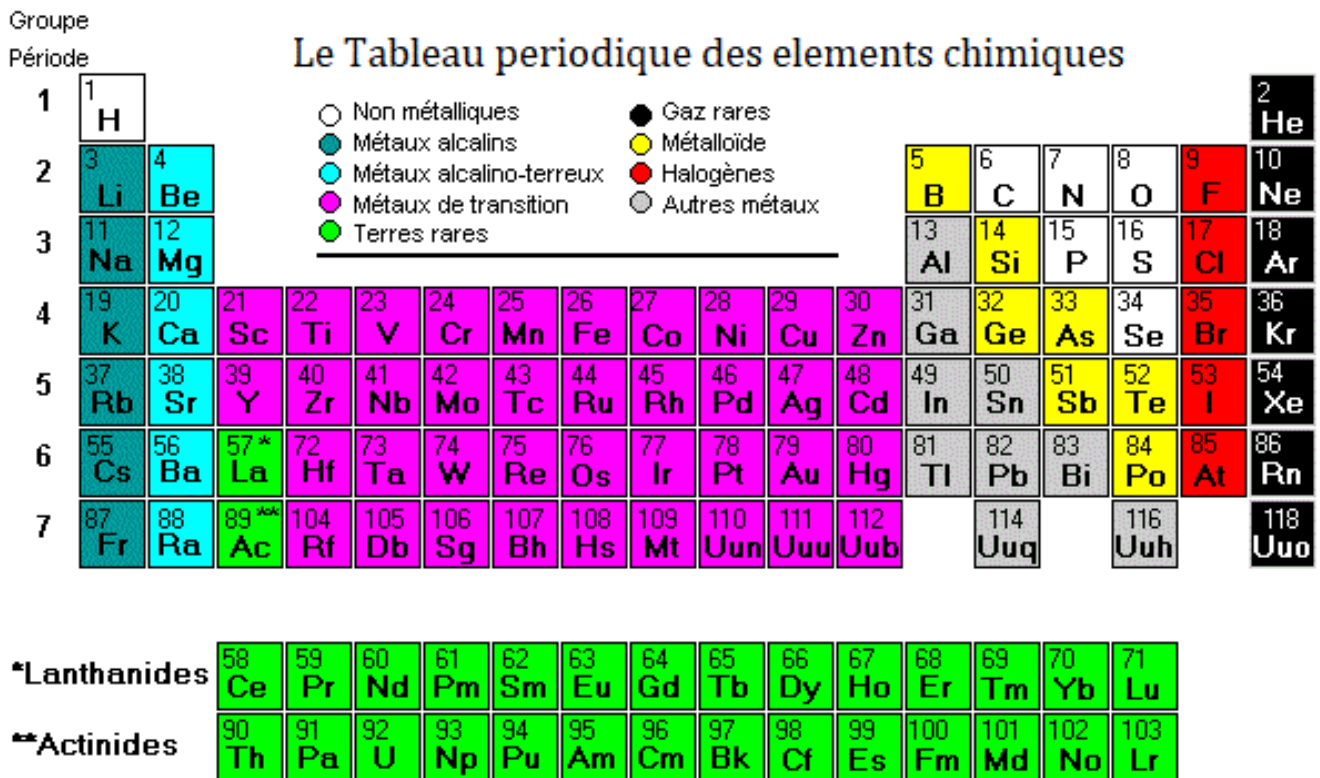 Groupe
Période
Le Tableau periodique des elements chimiques
Non métalliques
Gaz rares
Métaux alcalins
Métalloïde
Métaux alcalino-terreux
Halogènes
Métaux de transition
Autres métaux
Terres rares
1
1 H
2 He
2
3 Li 4 Be 5 B 6 C 7 N 8 O 9 F 10 Ne
3
11 Na 12 Mg 13 Al 14 Si 15 P 16 S 17 Cl 18 Ar
4
19 K 20 Ca 21 Sc 22 Ti 23 V 24 Cr 25 Mn 26 Fe 27 Co 28 Ni 29 Cu 30 Zn 31 Ga 32 Ge 33 As 34 Se 35 Br 36 Kr
5
37 Rb 38 Sr 39 Y 40 Zr 41 Nb 42 Mo 43 Tc 44 Ru 45 Rh 46 Pd 47 Ag 48 Cd 49 In 50 Sn 51 Sb 52 Te 53 I 54 Xe
6
55 Cs 56 Ba 57 * La 72 Hf 73 Ta 74 W 75 Re 76 Os 77 Ir 78 Pt 79 Au 80 Hg 81 Tl 82 Pb 83 Bi 84 Po 85 At 86 Rn
7
87 Fr 88 Ra 89 ** Ac 104 Rf 105 Db 106 Sg 107 Bh 108 Hs 109 Mt 110 Uun 111 Uuu 112 Uub 114 Uuq 116 Uuh 118 Uuo
*Lanthanides
58 Ce 59 Pr 60 Nd 61 Pm 62 Sm 63 Eu 64 Gd 65 Tb 66 Dy 67 Ho 68 Er 69 Tm 70 Yb 71 Lu
**Actinides
90 Th 91 Pa 92 U 93 Np 94 Pu 95 Am 96 Cm 97 Bk 98 Cf 99 Es 100 Fm 101 Md 102 No 103 Lr